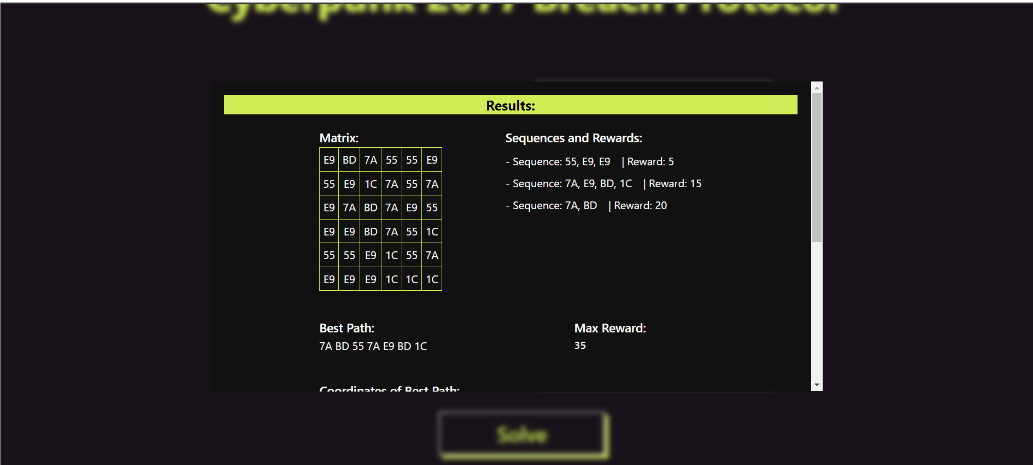 Cyberpunk 2077 Breach Protocol
Results:
Matrix:
E9 BD 7A 55 55 E9
55 E9 1C 7A 55 7A
E9 7A BD 7A E9 55
E9 E9 BD 7A 55 1C
55 55 E9 1C 55 7A
E9 E9 E9 1C 1C 1C
Sequences and Rewards:
- Sequence: 55, E9, E9 | Reward: 5
- Sequence: 7A, E9, BD, 1C | Reward: 15
- Sequence: 7A, BD | Reward: 20
Best Path:
7A BD 55 7A E9 BD 1C
Max Reward:
35
Coordinates of Best Path:
Solve